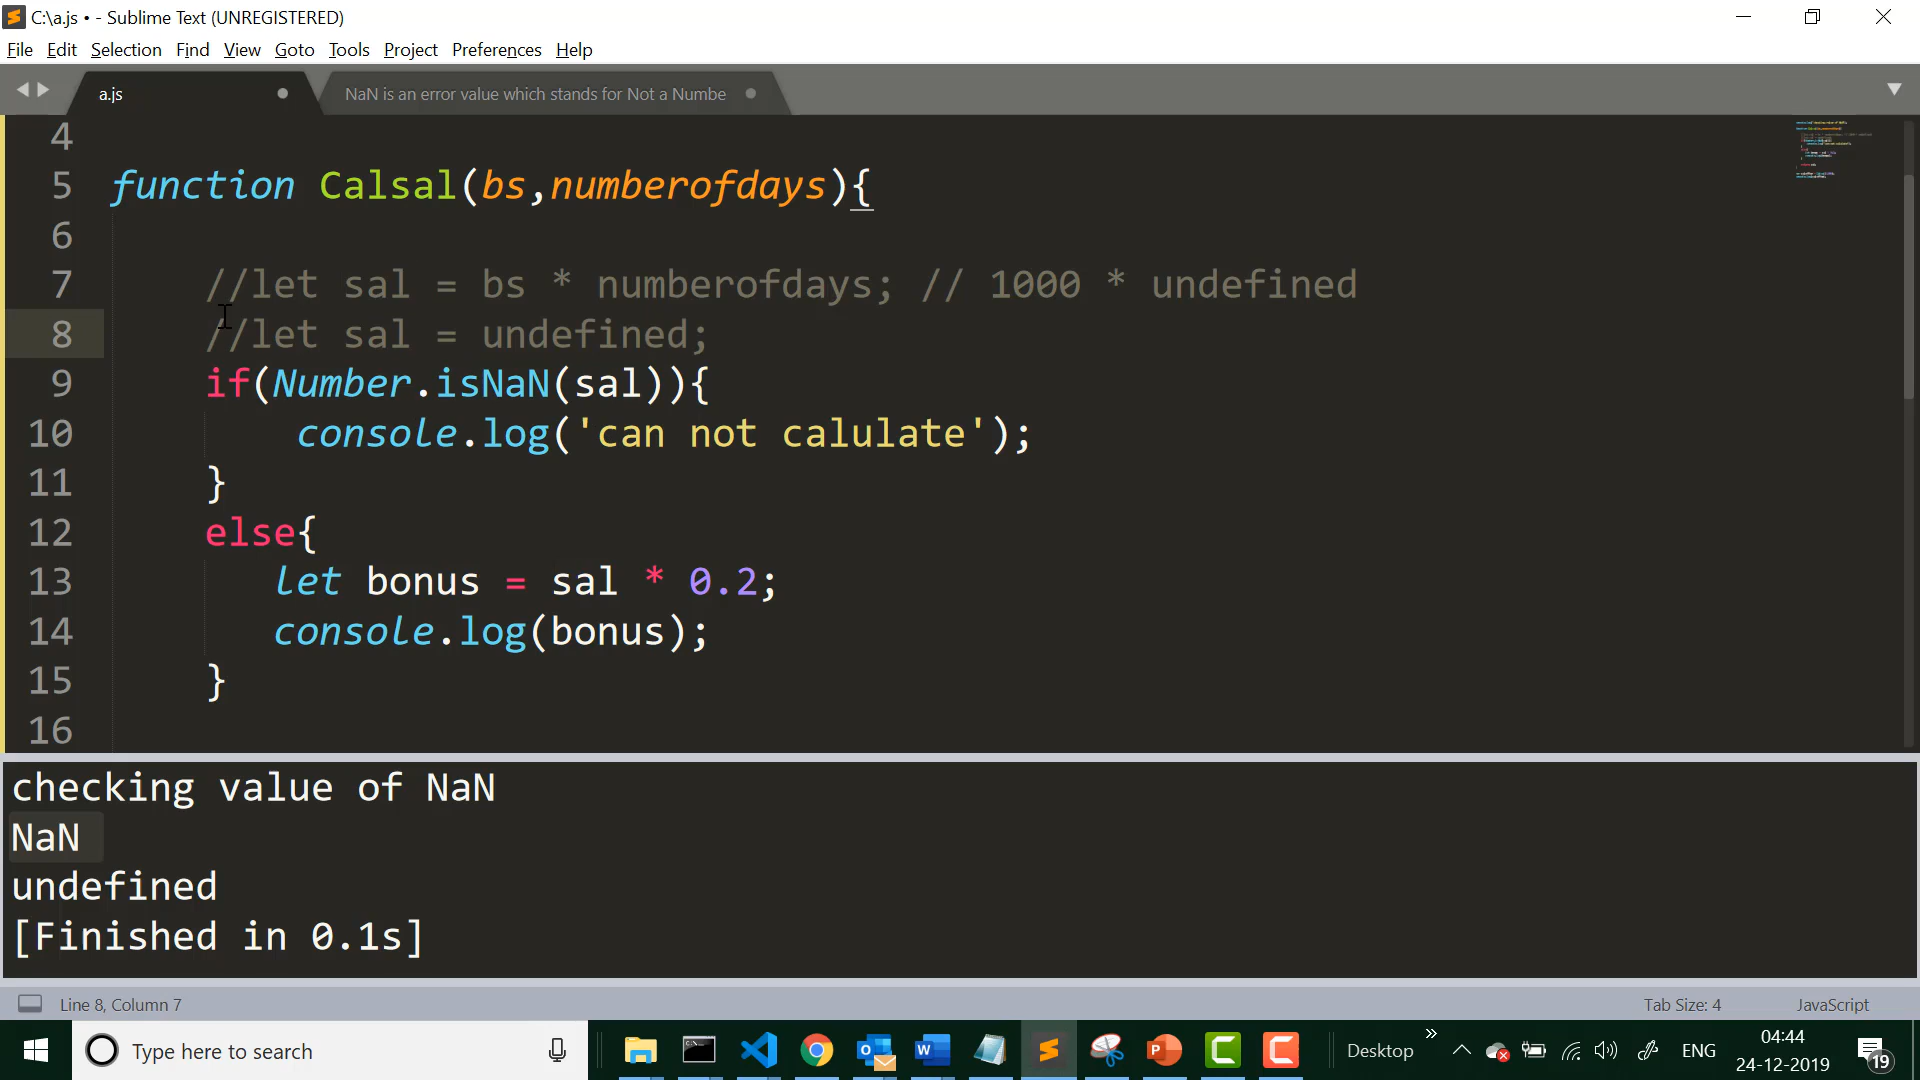 C:\a.js • - Sublime Text (UNREGISTERED)
File Edit Selection Find View Goto Tools Project Preferences Help
a.js NaN is an error value which stands for Not a Numbe
4
5 function Calsal(bs,numberofdays){
6
7 //let sal = bs * numberofdays; // 1000 * undefined
8 //let sal = undefined;
9 if(Number.isNaN(sal)){
10 console.log('can not calulate');
11 }
12 else{
13 let bonus = sal * 0.2;
14 console.log(bonus);
15 }
16
checking value of NaN
NaN
undefined
[Finished in 0.1s]
Line 8, Column 7 Tab Size: 4 JavaScript
Type here to search Desktop ENG 04:44
24-12-2019 19